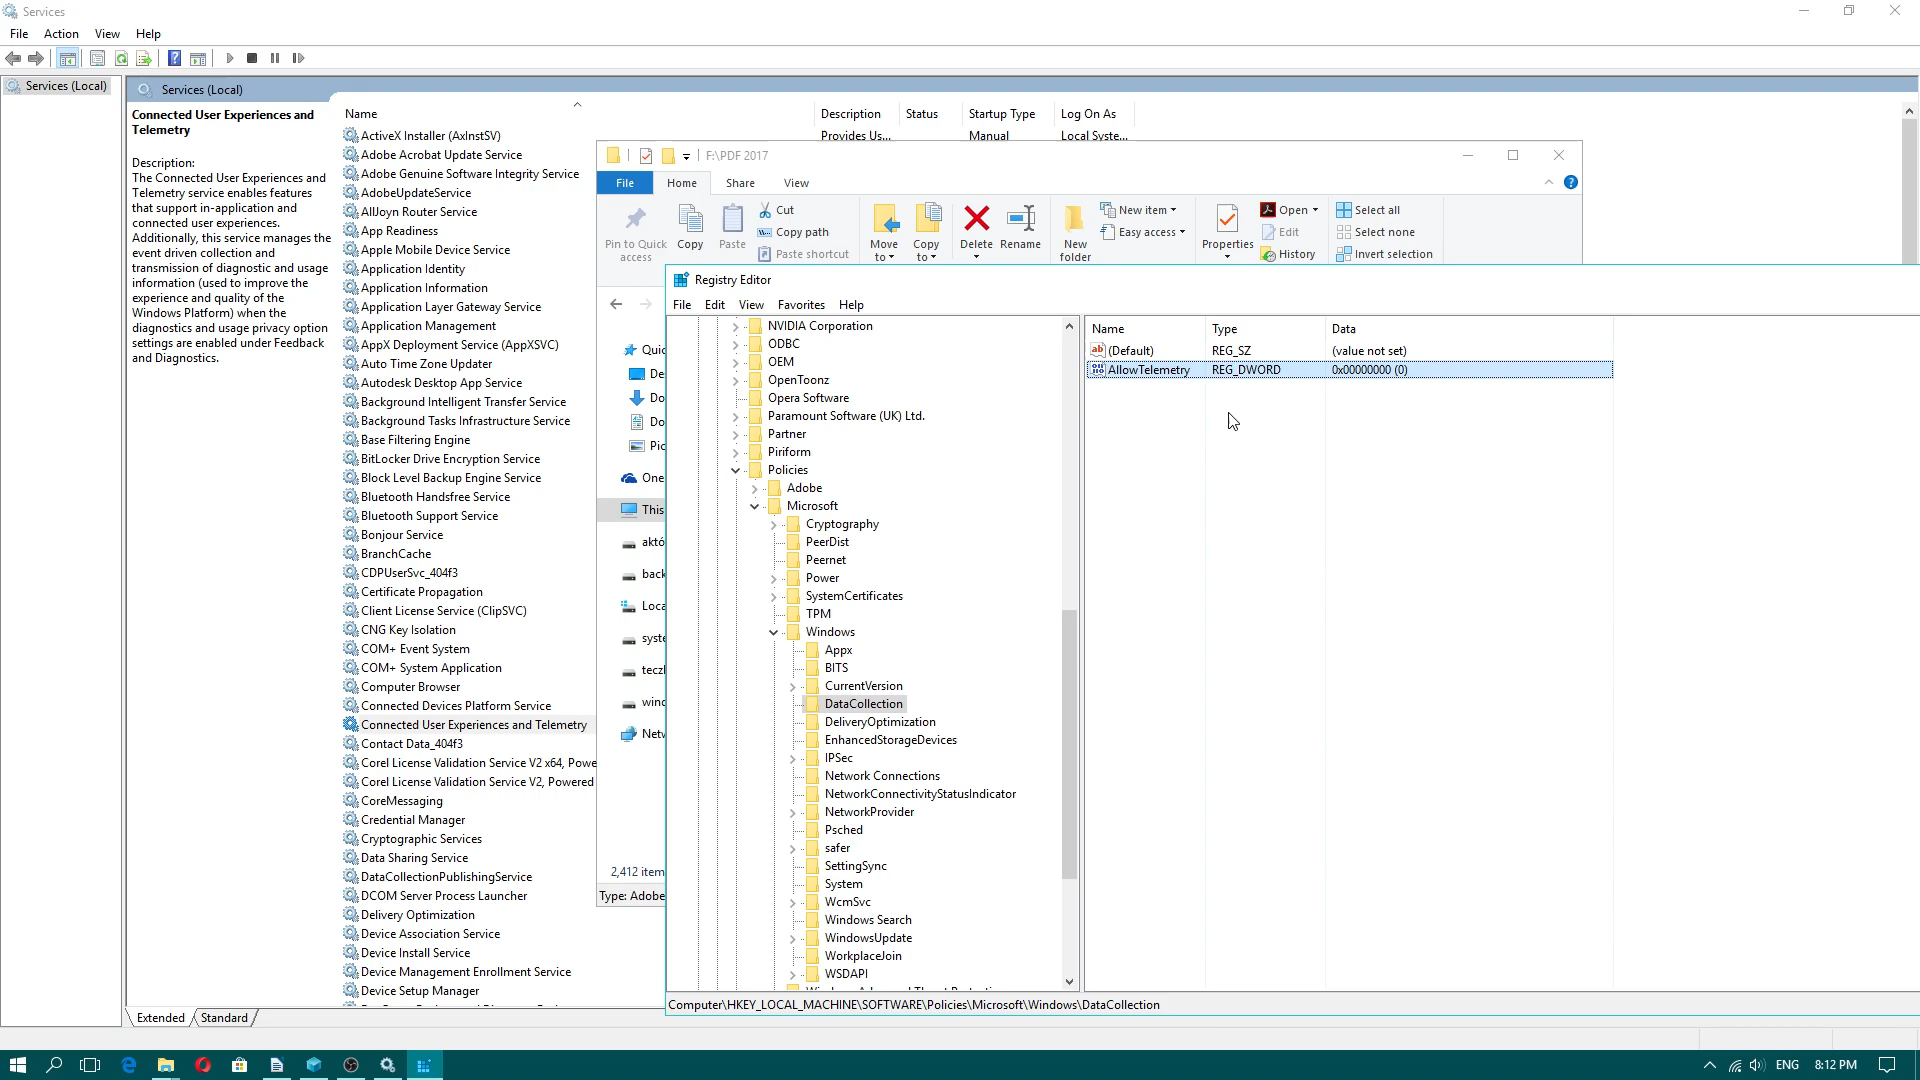 Services
File Action View Help
Services (Local)
Services (Local)
Connected User Experiences and
Telemetry
Description:
The Connected User Experiences and
Telemetry service enables features
that support in-application and
connected user experiences.
Additionally, this service manages the
event driven collection and
transmission of diagnostic and usage
information (used to improve the
experience and quality of the
Windows Platform) when the
diagnostics and usage privacy option
settings are enabled under Feedback
and Diagnostics.
Name Description Status Startup Type Log On As
ActiveX Installer (AxInstSV) Provides Us... Manual Local Syste...
Adobe Acrobat Update Service
Adobe Genuine Software Integrity Service
AdobeUpdateService
AllJoyn Router Service
App Readiness
Apple Mobile Device Service
Application Identity
Application Information
Application Layer Gateway Service
Application Management
AppX Deployment Service (AppXSVC)
Auto Time Zone Updater
Autodesk Desktop App Service
Background Intelligent Transfer Service
Background Tasks Infrastructure Service
Base Filtering Engine
BitLocker Drive Encryption Service
Block Level Backup Engine Service
Bluetooth Handsfree Service
Bluetooth Support Service
Bonjour Service
BranchCache
CDPUserSvc_404f3
Certificate Propagation
Client License Service (ClipSVC)
CNG Key Isolation
COM+ Event System
COM+ System Application
Computer Browser
Connected Devices Platform Service
Connected User Experiences and Telemetry
Contact Data_404f3
Corel License Validation Service V2 x64, Powe
Corel License Validation Service V2, Powered
CoreMessaging
Credential Manager
Cryptographic Services
Data Sharing Service
DataCollectionPublishingService
DCOM Server Process Launcher
Delivery Optimization
Device Association Service
Device Install Service
Device Management Enrollment Service
Device Setup Manager
Extended Standard
F:\PDF 2017
File Home Share View
Pin to Quick
access
Copy
Paste
Cut
Copy path
Paste shortcut
Move
to
Copy
to
Delete
Rename
New
folder
New item
Easy access
Properties
Open
Edit
History
Select all
Select none
Invert selection
Quic
De
Do
Do
Pic
One
This
aktó
back
Loca
syste
teczl
wind
Netw
2,412 item
Type: Adobe
Registry Editor
File Edit View Favorites Help
NVIDIA Corporation
ODBC
OEM
OpenToonz
Opera Software
Paramount Software (UK) Ltd.
Partner
Piriform
Policies
Adobe
Microsoft
Cryptography
PeerDist
Peernet
Power
SystemCertificates
TPM
Windows
Appx
BITS
CurrentVersion
DataCollection
DeliveryOptimization
EnhancedStorageDevices
IPSec
Network Connections
NetworkConnectivityStatusIndicator
NetworkProvider
Psched
safer
SettingSync
System
WcmSvc
Windows Search
WindowsUpdate
WorkplaceJoin
WSDAPI
Name Type Data
(Default) REG_SZ (value not set)
AllowTelemetry REG_DWORD 0x00000000 (0)
Computer\HKEY_LOCAL_MACHINE\SOFTWARE\Policies\Microsoft\Windows\DataCollection
ENG 8:12 PM